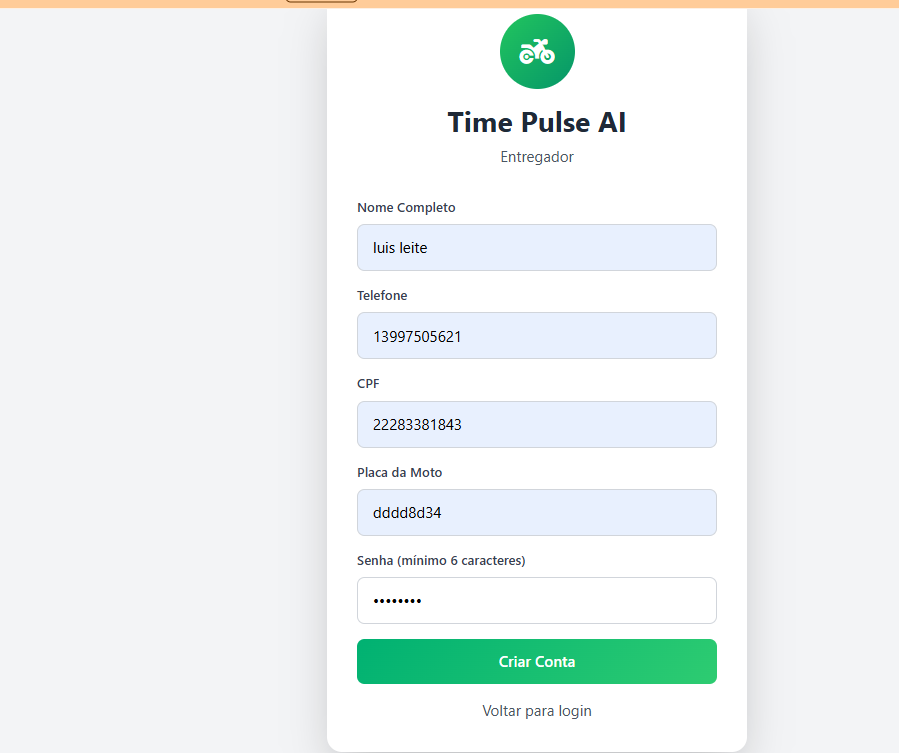 Time Pulse AI
Entregador
Nome Completo
luis leite
Telefone
13997505621
CPF
22283381843
Placa da Moto
dddd8d34
Senha (mínimo 6 caracteres)
••••••••
Criar Conta
Voltar para login